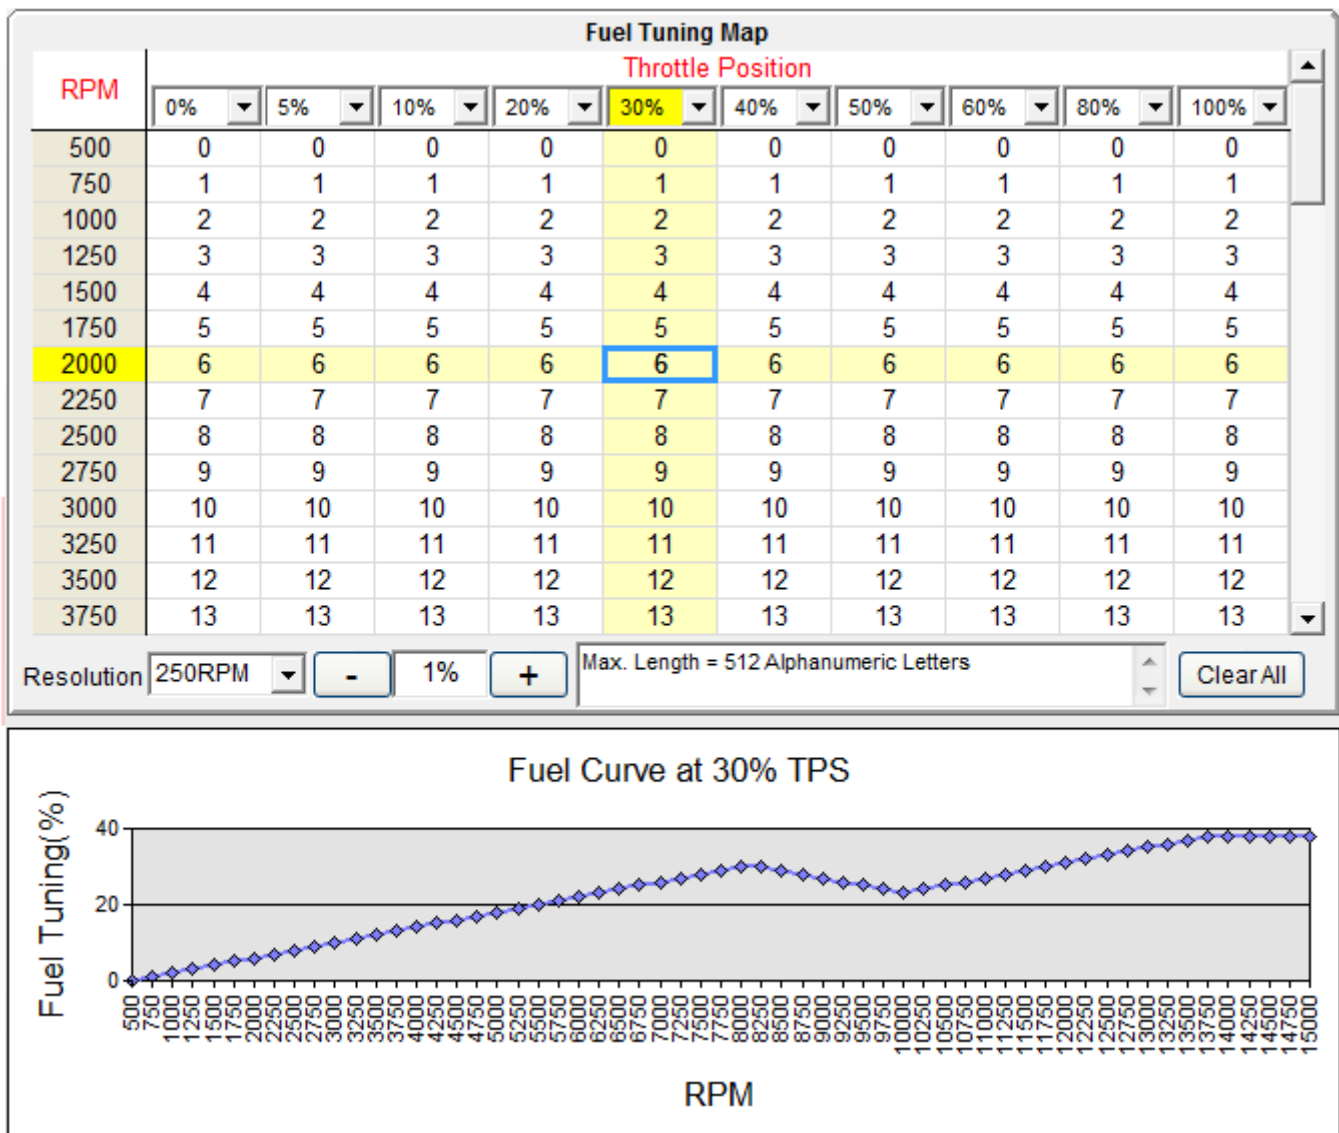 Fuel Tuning Map
Throttle Position
RPM
0% 5% 10% 20% 30% 40% 50% 60% 80% 100%
500 0 0 0 0 0 0 0 0 0 0
750 1 1 1 1 1 1 1 1 1 1
1000 2 2 2 2 2 2 2 2 2 2
1250 3 3 3 3 3 3 3 3 3 3
1500 4 4 4 4 4 4 4 4 4 4
1750 5 5 5 5 5 5 5 5 5 5
2000 6 6 6 6 6 6 6 6 6 6
2250 7 7 7 7 7 7 7 7 7 7
2500 8 8 8 8 8 8 8 8 8 8
2750 9 9 9 9 9 9 9 9 9 9
3000 10 10 10 10 10 10 10 10 10 10
3250 11 11 11 11 11 11 11 11 11 11
3500 12 12 12 12 12 12 12 12 12 12
3750 13 13 13 13 13 13 13 13 13 13
Resolution 250RPM - 1% + Max. Length = 512 Alphanumeric Letters Clear All
Fuel Curve at 30% TPS
Fuel Tuning(%)
40
20
0
500 750 1000 1250 1500 1750 2000 2250 2500 2750 3000 3250 3500 3750 4000 4250 4500 4750 5000 5250 5500 5750 6000 6250 6500 6750 7000 7250 7500 7750 8000 8250 8500 8750 9000 9250 9500 9750 10000 10250 10500 10750 11000 11250 11500 11750 12000 12250 12500 12750 13000 13250 13500 13750 14000 14250 14500 14750 15000
RPM